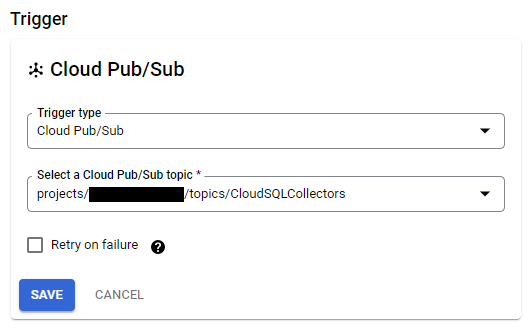 Trigger
Cloud Pub/Sub
Trigger type
Cloud Pub/Sub
Select a Cloud Pub/Sub topic *
projects/ /topics/CloudSQLCollectors
Retry on failure ?
SAVE CANCEL